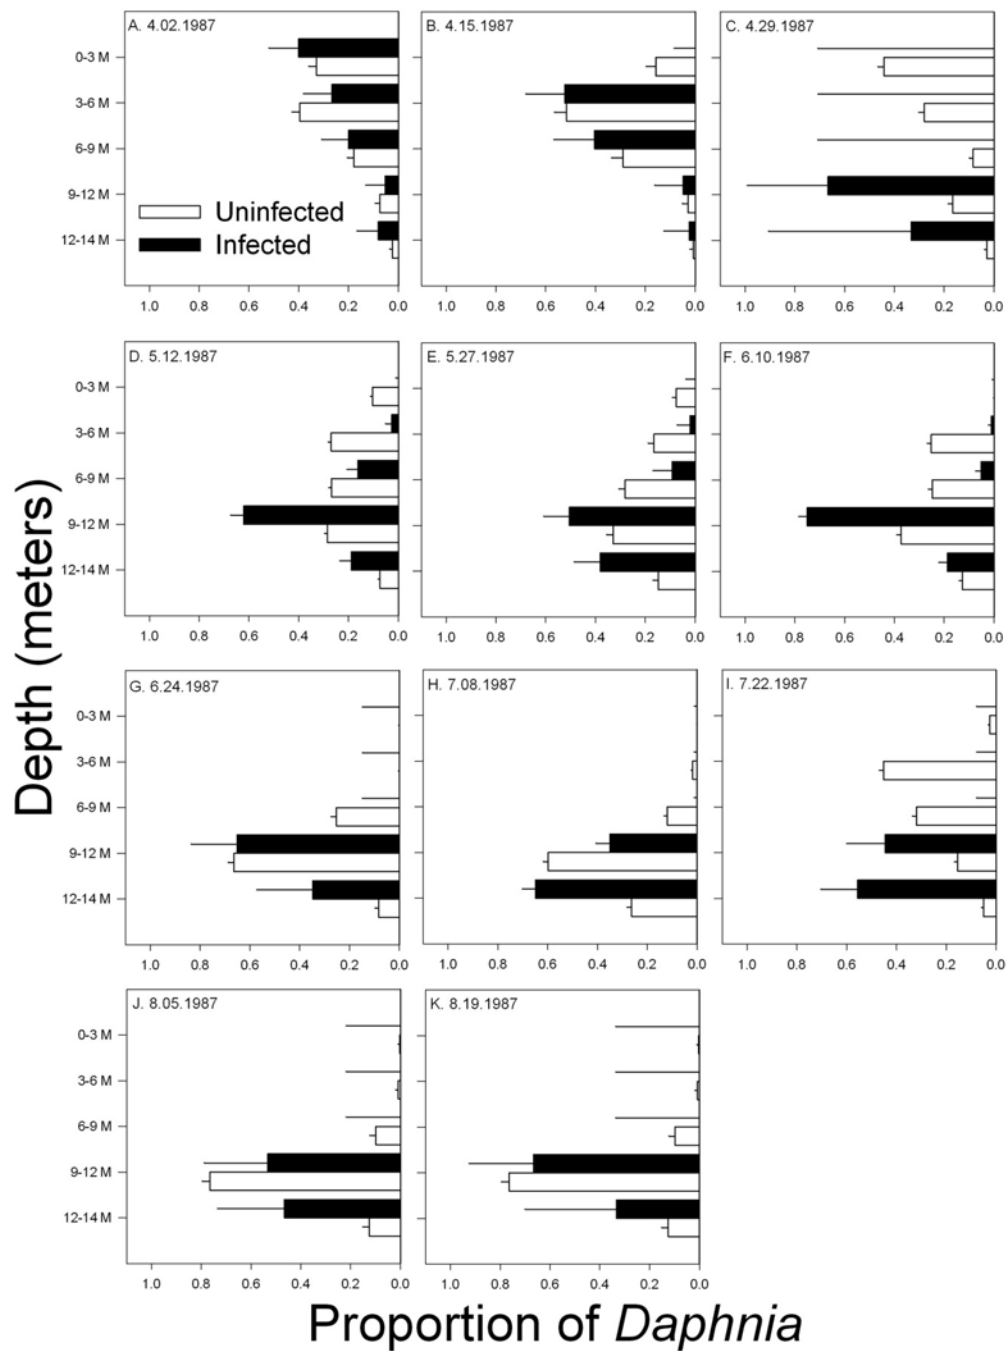 A. 4.02.1987
B. 4.15.1987
C. 4.29.1987
0-3 M
3-6 M
6-9 M
9-12 M
12-14 M
Uninfected
Infected
1.0 0.8 0.6 0.4 0.2 0.0
1.0 0.8 0.6 0.4 0.2 0.0
1.0 0.8 0.6 0.4 0.2 0.0
D. 5.12.1987
E. 5.27.1987
F. 6.10.1987
0-3 M
3-6 M
6-9 M
9-12 M
12-14 M
1.0 0.8 0.6 0.4 0.2 0.0
1.0 0.8 0.6 0.4 0.2 0.0
1.0 0.8 0.6 0.4 0.2 0.0
Depth (meters)
G. 6.24.1987
H. 7.08.1987
I. 7.22.1987
0-3 M
3-6 M
6-9 M
9-12 M
12-14 M
1.0 0.8 0.6 0.4 0.2 0.0
1.0 0.8 0.6 0.4 0.2 0.0
1.0 0.8 0.6 0.4 0.2 0.0
J. 8.05.1987
K. 8.19.1987
0-3 M
3-6 M
6-9 M
9-12 M
12-14 M
1.0 0.8 0.6 0.4 0.2 0.0
1.0 0.8 0.6 0.4 0.2 0.0
Proportion of Daphnia